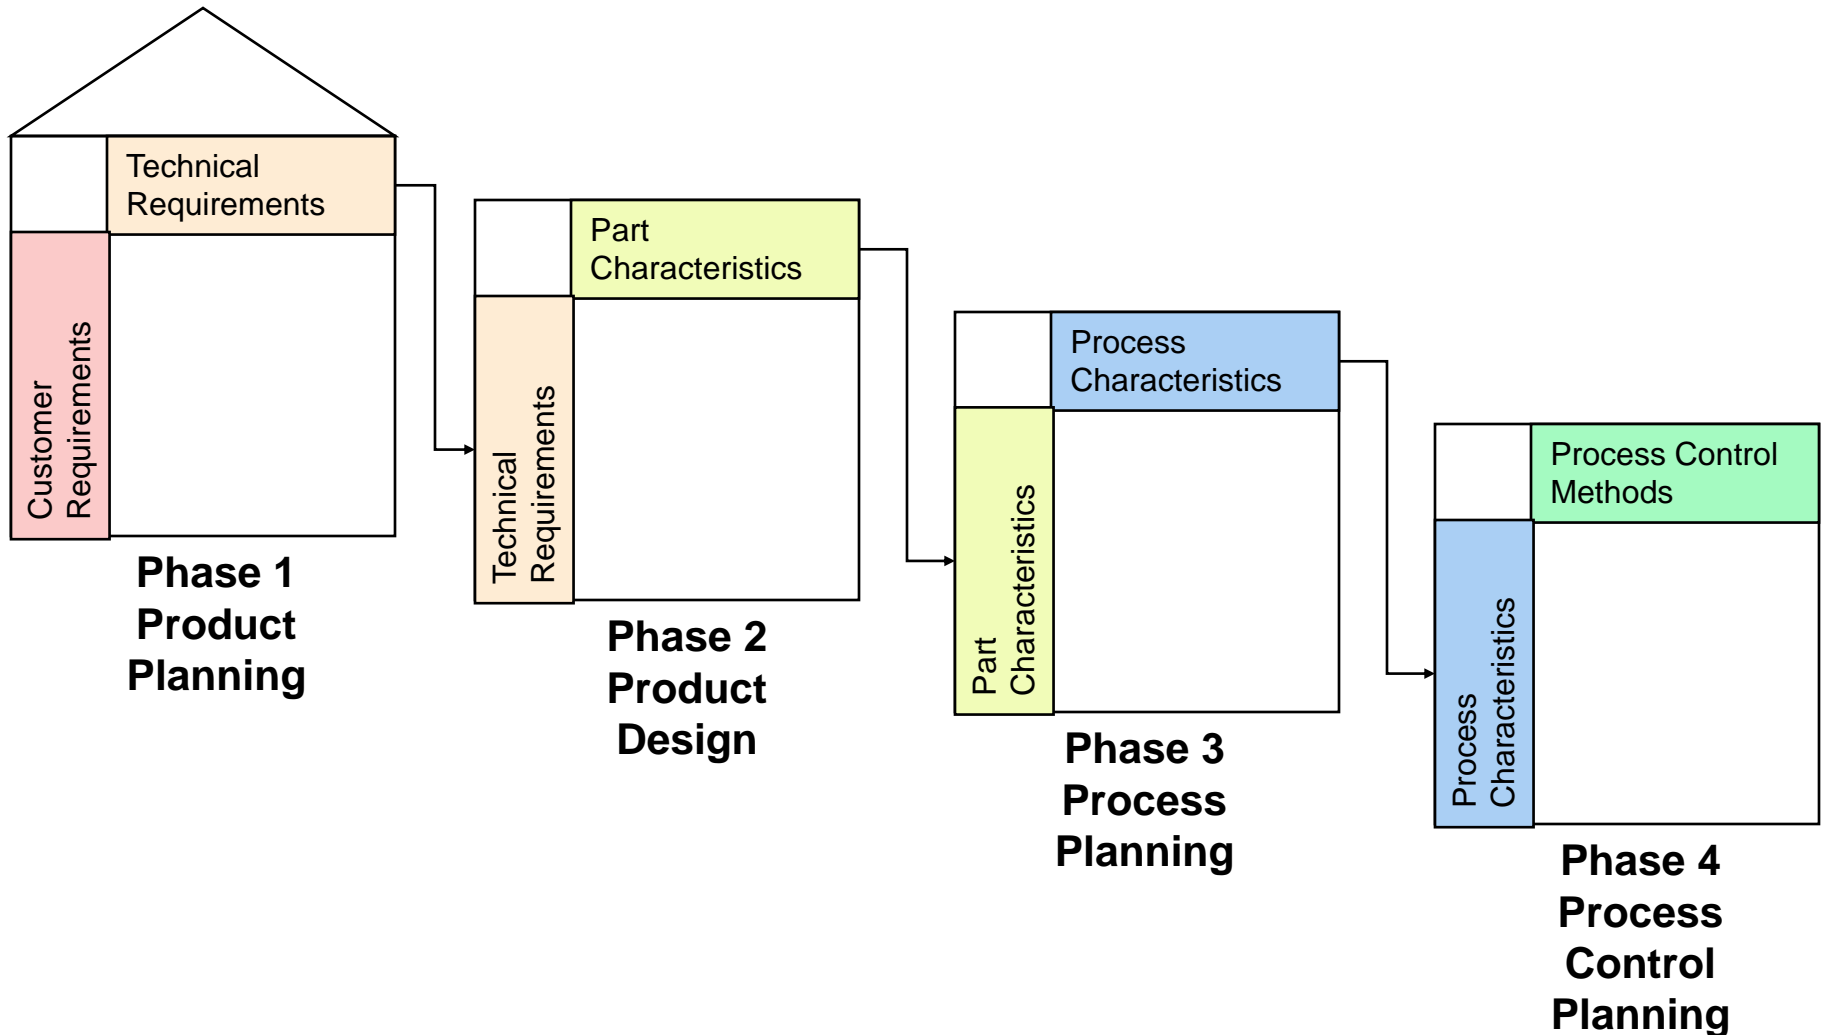 Technical
Requirements
Customer
Requirements
Phase 1
Product
Planning
Part
Characteristics
Technical
Requirements
Phase 2
Product
Design
Process
Characteristics
Part
Characteristics
Phase 3
Process
Planning
Process Control
Methods
Process
Characteristics
Phase 4
Process
Control
Planning